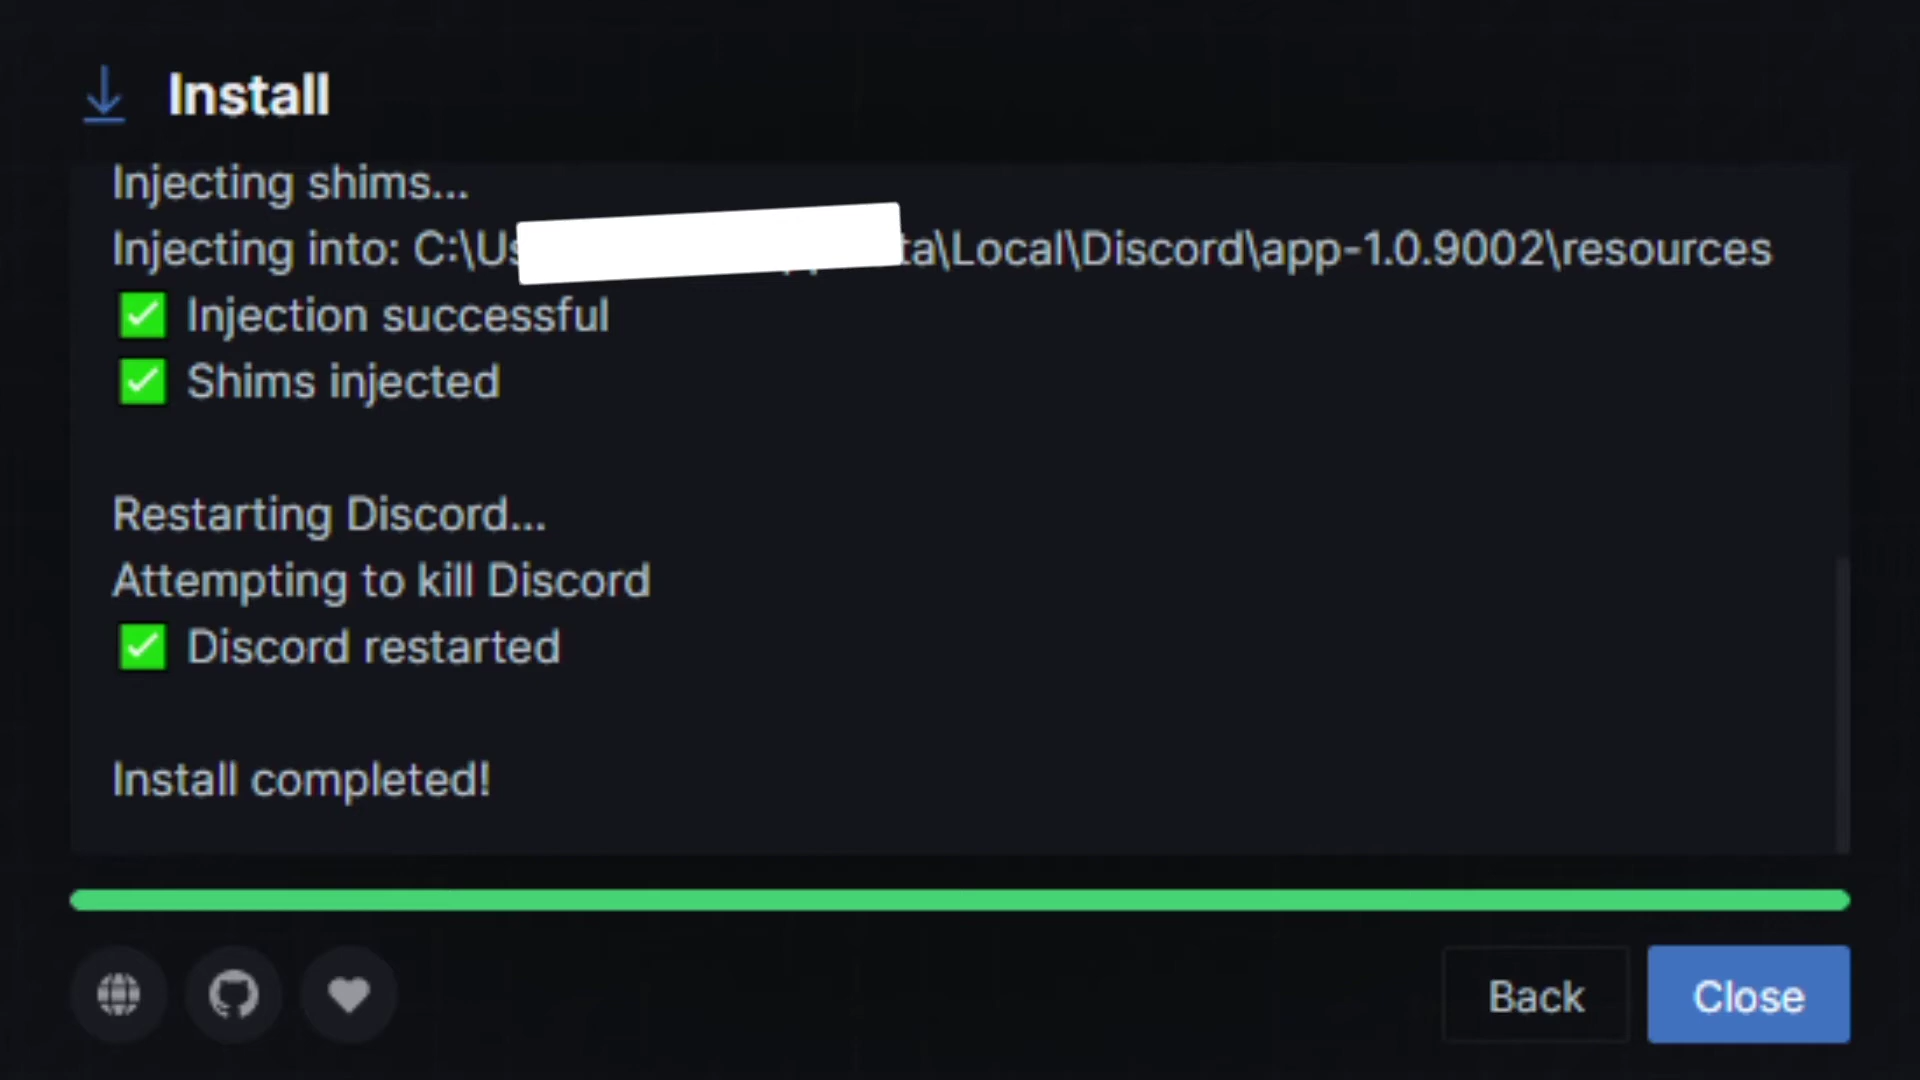 Install
Injecting shims...
Injecting into: C:\Us ta\Local\Discord\app-1.0.9002\resources
✅ Injection successful
✅ Shims injected
Restarting Discord...
Attempting to kill Discord
✅ Discord restarted
Install completed!
Back
Close